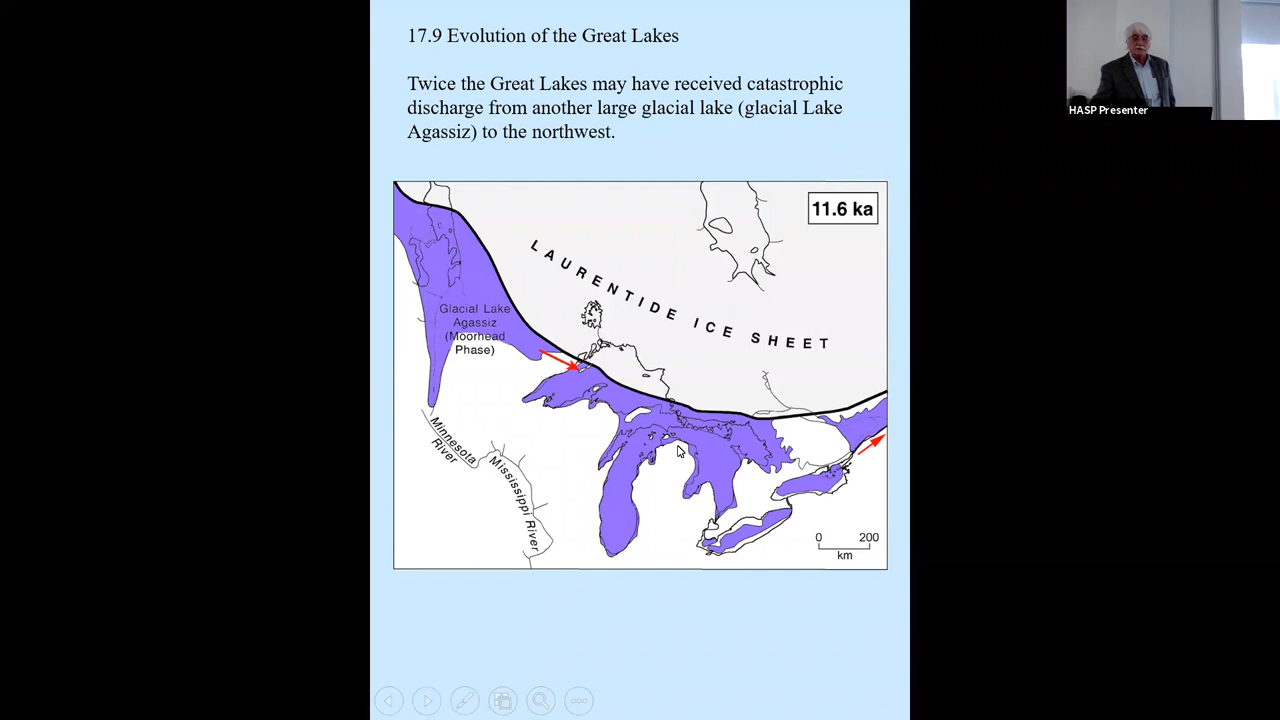 17.9 Evolution of the Great Lakes
Twice the Great Lakes may have received catastrophic
discharge from another large glacial lake (glacial Lake
Agassiz) to the northwest.
HASP Presenter
11.6 ka
LAURENTIDE ICE SHEET
Glacial Lake
Agassiz
(Moorhead
Phase)
Minnesota
River
Mississippi River
0 200
km